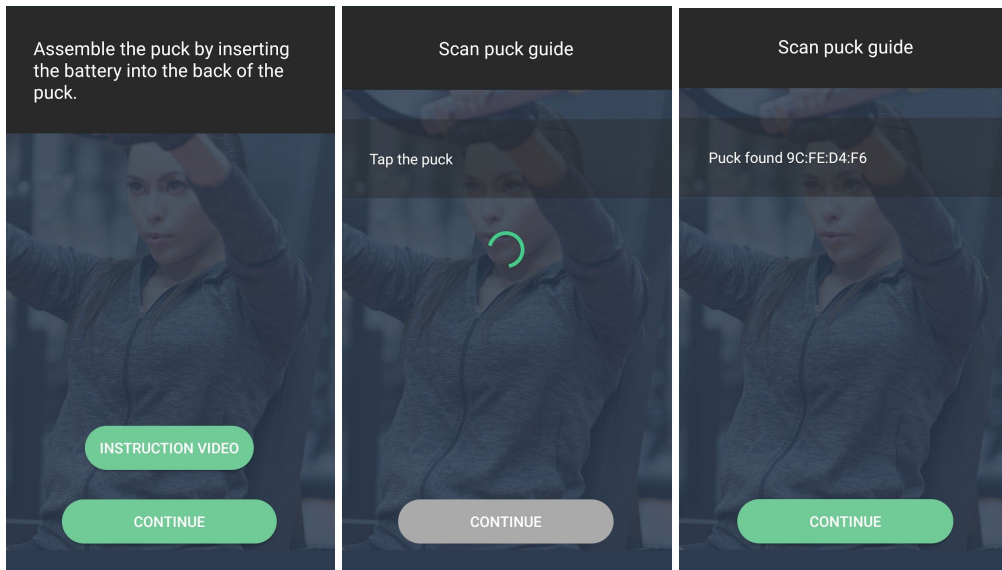 Assemble the puck by inserting
the battery into the back of the
puck.
INSTRUCTION VIDEO
CONTINUE
Scan puck guide
Tap the puck
CONTINUE
Scan puck guide
Puck found 9C:FE:D4:F6
CONTINUE